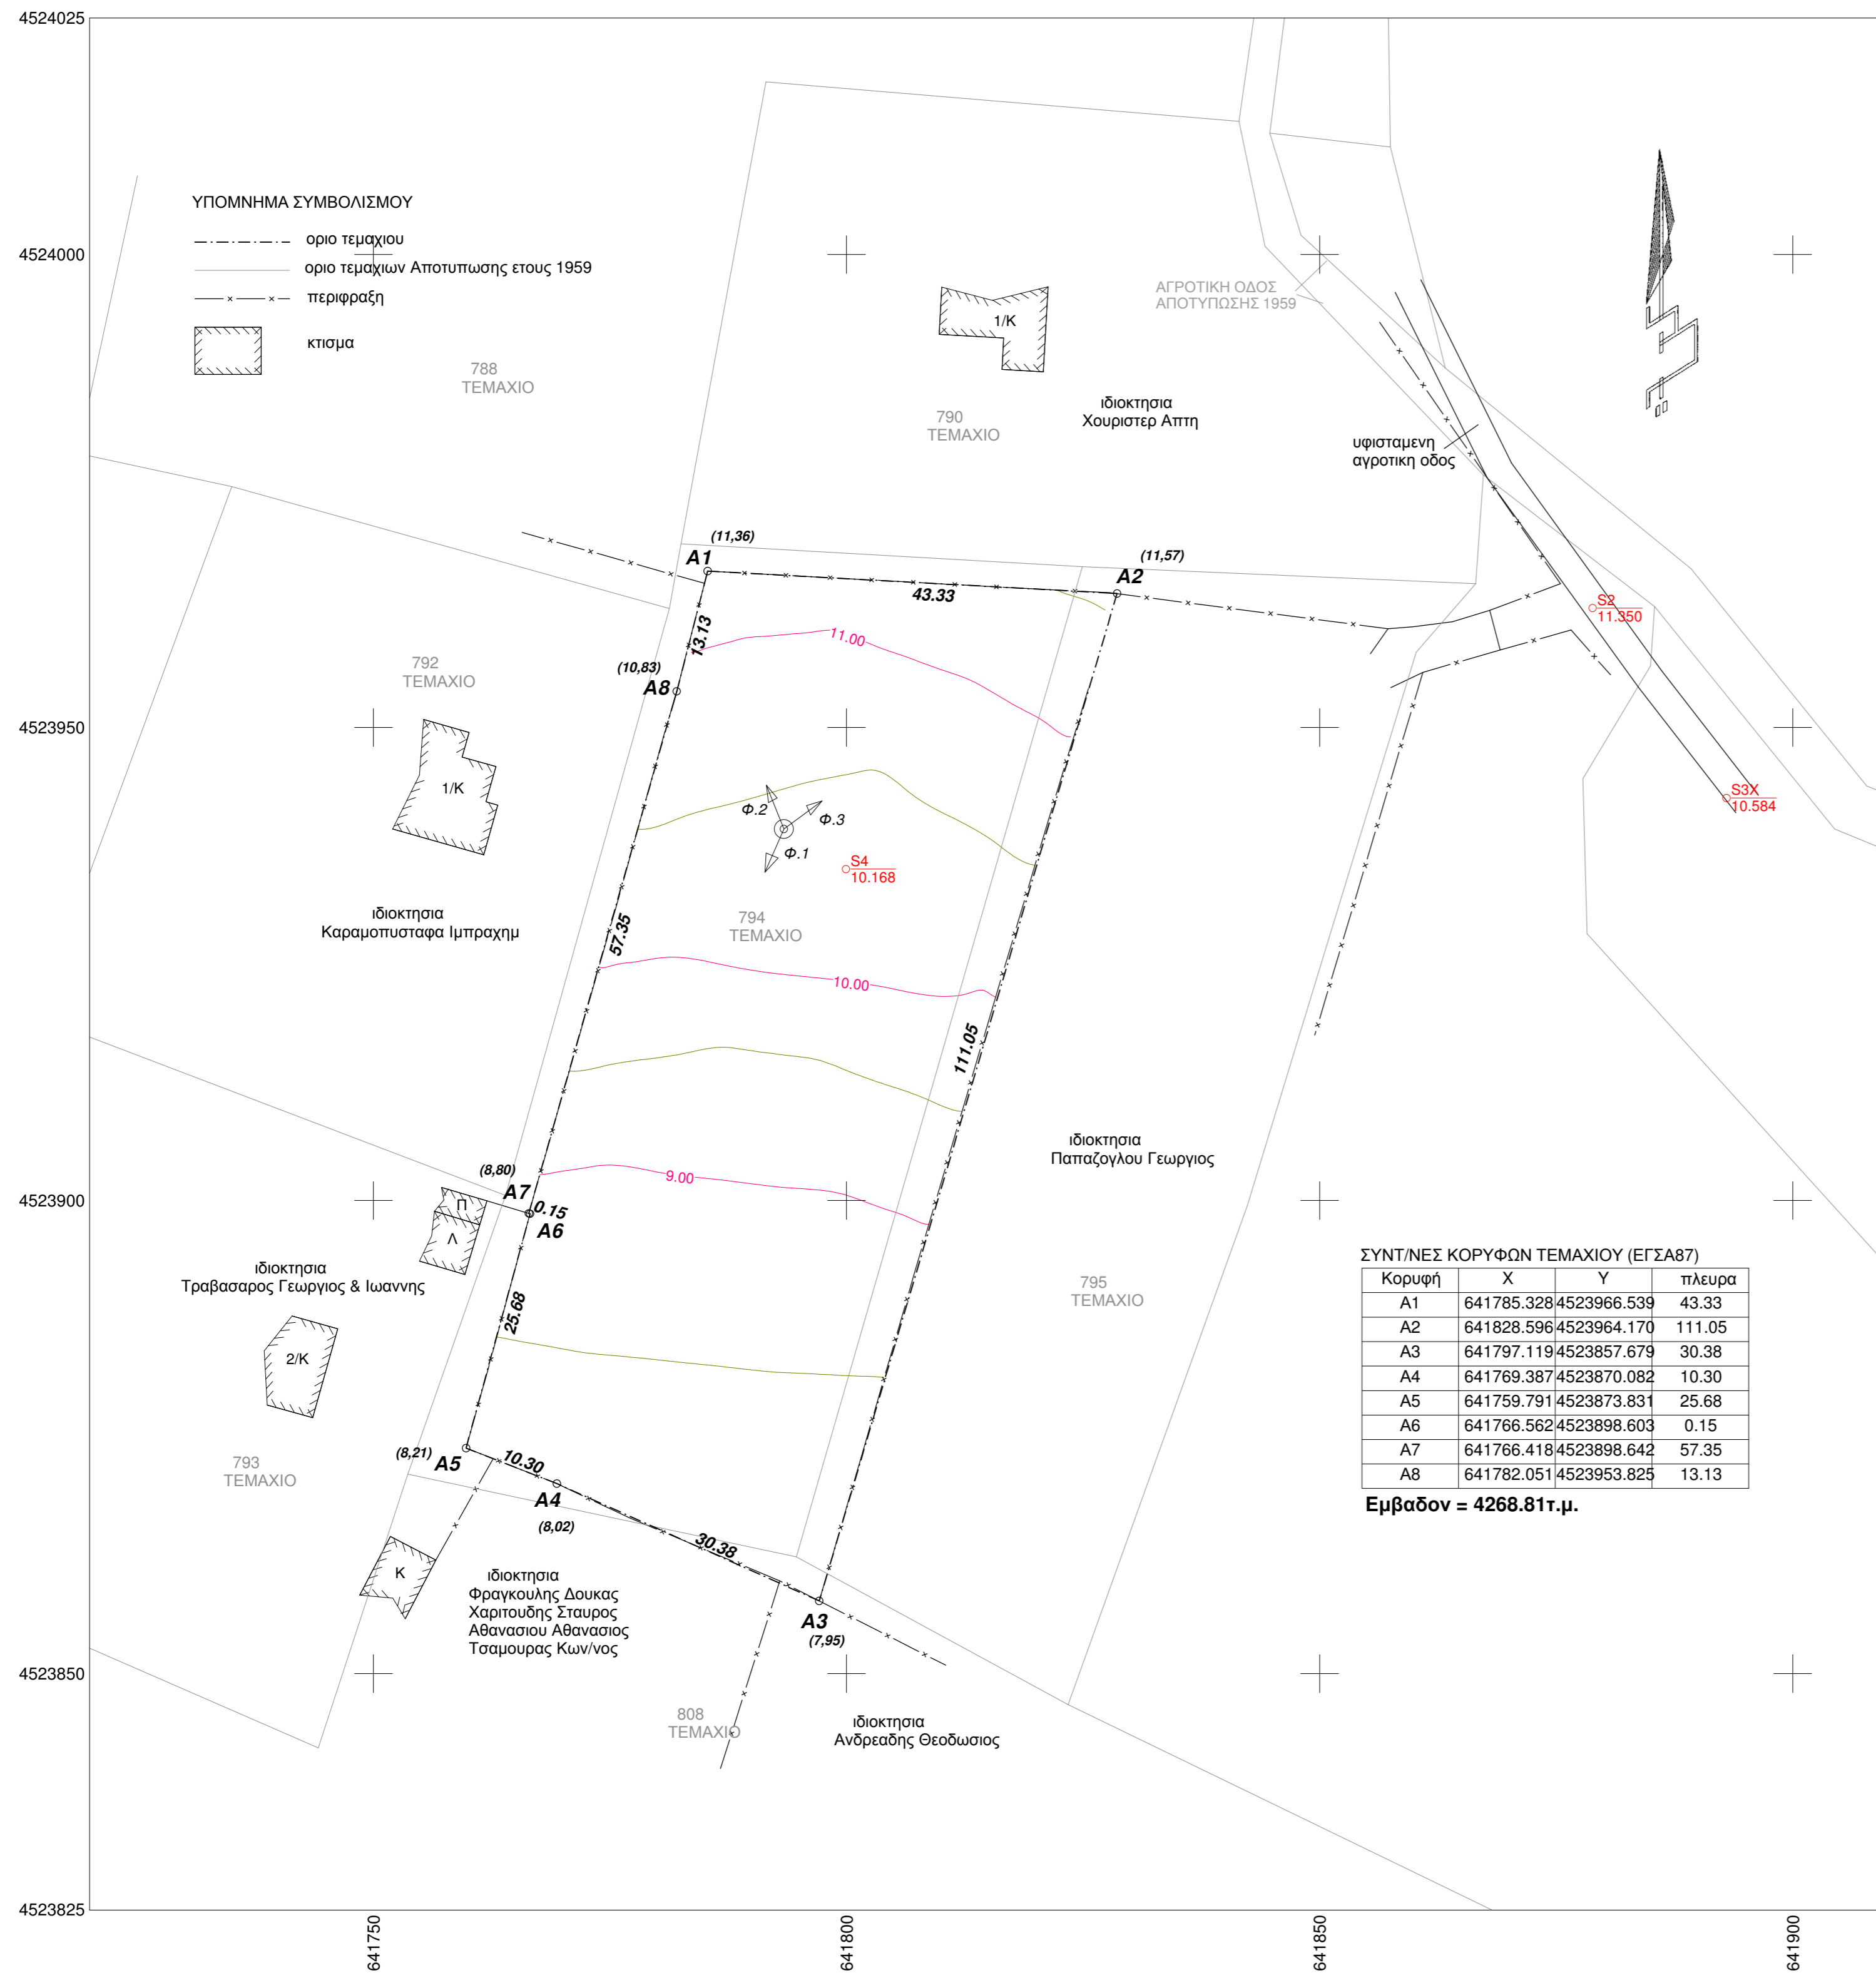 4524025
4524000
4523950
4523900
4523850
4523825
641750
641800
641850
641900
ΥΠΟΜΝΗΜΑ ΣΥΜΒΟΛΙΣΜΟΥ
οριο τεμαχιου
οριο τεμαχιων Αποτυπωσης ετους 1959
περιφραξη
κτισμα
788
ΤΕΜΑΧΙΟ
790
ΤΕΜΑΧΙΟ
1/Κ
ιδιοκτησια
Χουριστερ Απτη
ΑΓΡΟΤΙΚΗ ΟΔΟΣ
ΑΠΟΤΥΠΩΣΗΣ 1959
υφισταμενη
αγροτικη οδος
(11,36)
A1
43.33
(11,57)
A2
13.13
(10,83)
A8
11.00
S2
11.350
S3X
10.584
792
ΤΕΜΑΧΙΟ
1/Κ
ιδιοκτησια
Καραμοπυσταφα Ιμπραχημ
Φ.2
Φ.3
Φ.1
S4
10.168
794
ΤΕΜΑΧΙΟ
57.35
10.00
111.05
ιδιοκτησια
Παπαζογλου Γεωργιος
795
ΤΕΜΑΧΙΟ
9.00
(8,80)
A7
0.15
A6
Π
Λ
ιδιοκτησια
Τραβασαρος Γεωργιος & Ιωαννης
2/Κ
25.68
793
ΤΕΜΑΧΙΟ
(8,21)
A5
10.30
A4
(8,02)
30.38
Κ
ιδιοκτησια
Φραγκουλης Δουκας
Χαριτουδης Σταυρος
Αθανασιου Αθανασιος
Τσαμουρας Κων/νος
A3
(7,95)
808
ΤΕΜΑΧΙΟ
ιδιοκτησια
Ανδρεαδης Θεοδωσιος
ΣΥΝΤ/ΝΕΣ ΚΟΡΥΦΩΝ ΤΕΜΑΧΙΟΥ (ΕΓΣΑ87)
Κορυφή X Y πλευρα
A1 641785.328 4523966.539 43.33
A2 641828.596 4523964.170 111.05
A3 641797.119 4523857.679 30.38
A4 641769.387 4523870.082 10.30
A5 641759.791 4523873.831 25.68
A6 641766.562 4523898.603 0.15
A7 641766.418 4523898.642 57.35
A8 641782.051 4523953.825 13.13
Εμβαδον = 4268.81τ.μ.